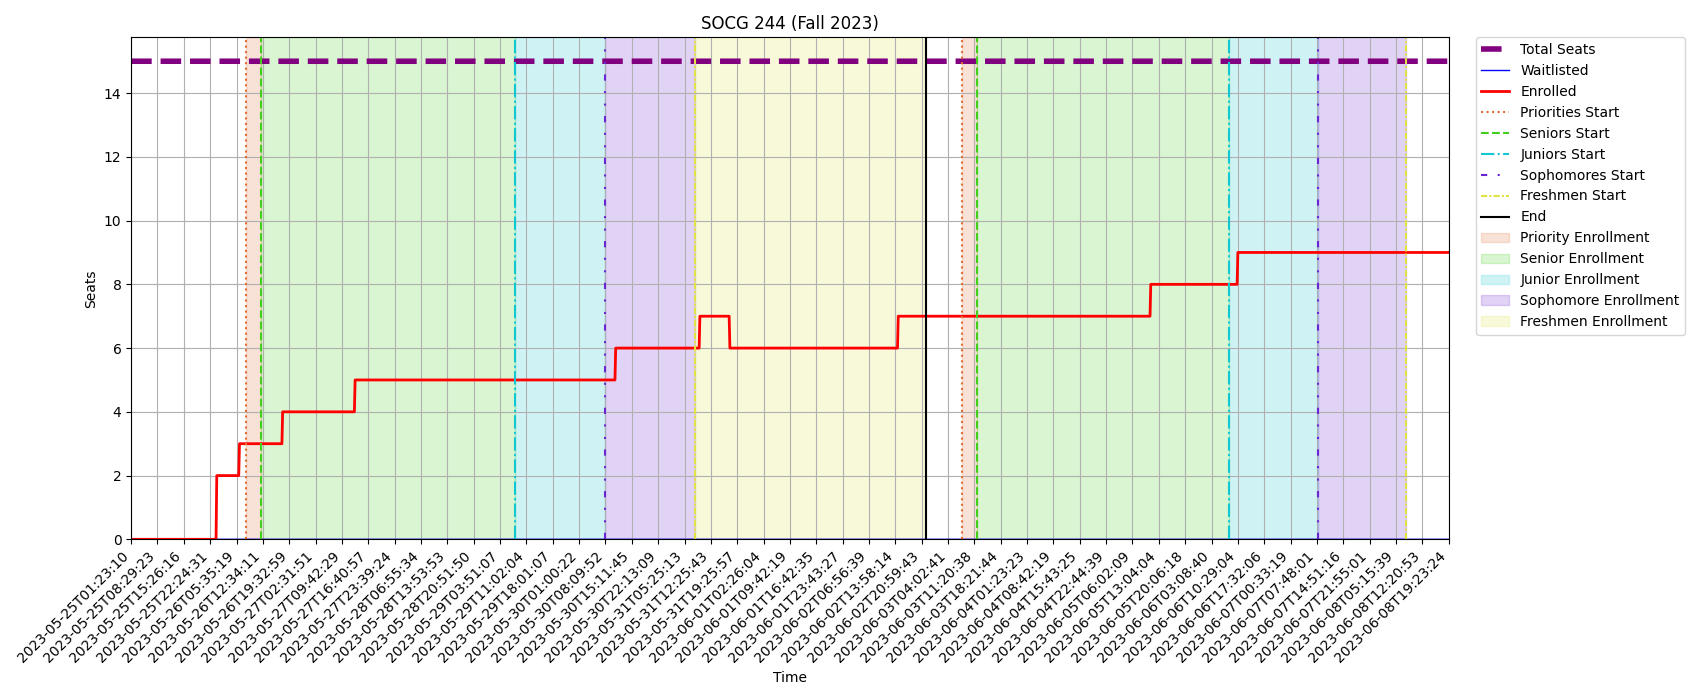 SOCG 244 (Fall 2023)
Total Seats
Waitlisted
Enrolled
Priorities Start
Seniors Start
Juniors Start
Sophomores Start
Freshmen Start
End
Priority Enrollment
Senior Enrollment
Junior Enrollment
Sophomore Enrollment
Freshmen Enrollment
Seats
14
12
10
8
6
4
2
0
2023-05-25T01:23:10
2023-05-25T08:29:23
2023-05-25T15:26:16
2023-05-25T22:24:31
2023-05-26T05:35:19
2023-05-26T12:34:11
2023-05-26T19:32:59
2023-05-27T02:31:51
2023-05-27T09:42:29
2023-05-27T16:40:57
2023-05-27T23:39:24
2023-05-28T06:55:34
2023-05-28T13:53:53
2023-05-28T20:51:50
2023-05-29T03:51:07
2023-05-29T11:02:04
2023-05-29T18:01:07
2023-05-30T01:00:22
2023-05-30T08:09:52
2023-05-30T15:11:45
2023-05-30T22:13:09
2023-05-31T05:25:13
2023-05-31T12:25:43
2023-05-31T19:25:57
2023-06-01T02:26:04
2023-06-01T09:42:19
2023-06-01T16:42:35
2023-06-01T23:43:27
2023-06-02T06:56:39
2023-06-02T13:58:14
2023-06-02T20:59:43
2023-06-03T04:02:41
2023-06-03T11:20:38
2023-06-03T18:21:44
2023-06-04T01:23:23
2023-06-04T08:42:19
2023-06-04T15:43:25
2023-06-04T22:44:39
2023-06-05T06:02:09
2023-06-05T13:04:04
2023-06-05T20:06:18
2023-06-06T03:08:40
2023-06-06T10:29:04
2023-06-06T17:32:06
2023-06-07T00:33:19
2023-06-07T07:48:01
2023-06-07T14:51:16
2023-06-07T21:55:01
2023-06-08T05:15:39
2023-06-08T12:20:53
2023-06-08T19:23:24
Time